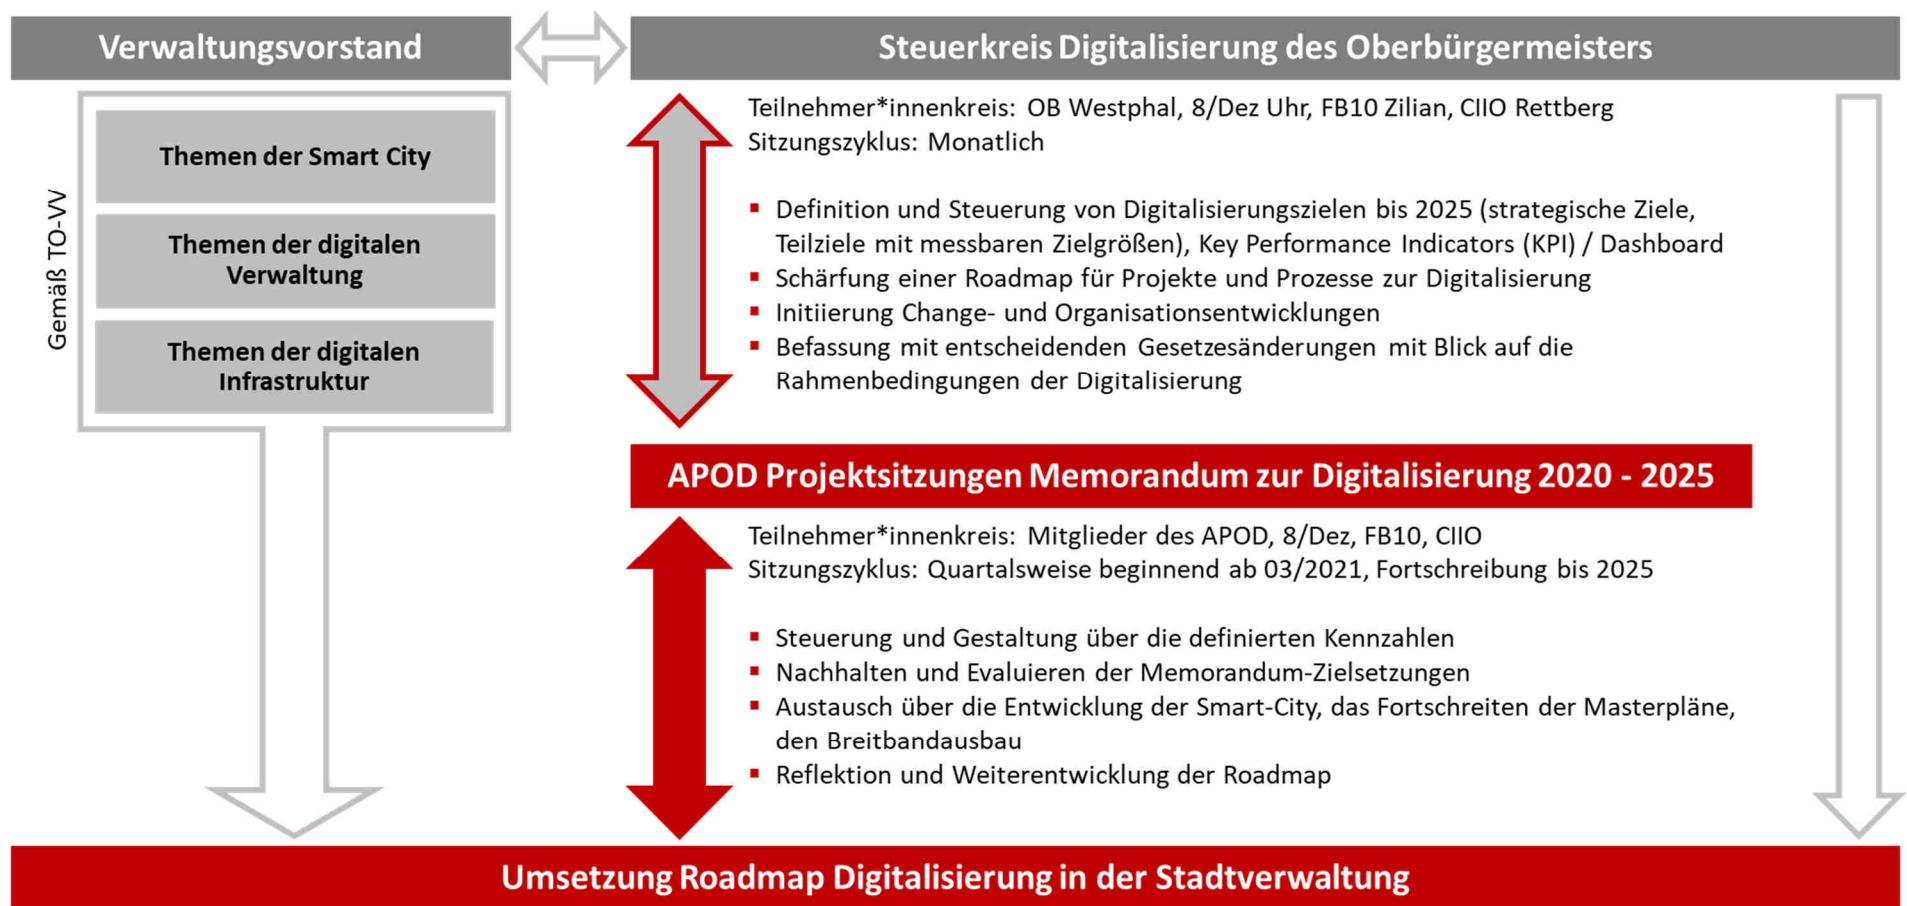 Verwaltungsvorstand
Steuerkreis Digitalisierung des Oberbürgermeisters
Gemäß TO-VV
Themen der Smart City
Themen der digitalen
Verwaltung
Themen der digitalen
Infrastruktur
Teilnehmer*innenkreis: OB Westphal, 8/Dez Uhr, FB10 Zilian, CIIO Rettberg
Sitzungszyklus: Monatlich
▪ Definition und Steuerung von Digitalisierungszielen bis 2025 (strategische Ziele,
Teilziele mit messbaren Zielgrößen), Key Performance Indicators (KPI) / Dashboard
▪ Schärfung einer Roadmap für Projekte und Prozesse zur Digitalisierung
▪ Initiierung Change- und Organisationsentwicklungen
▪ Befassung mit entscheidenden Gesetzesänderungen mit Blick auf die
Rahmenbedingungen der Digitalisierung
APOD Projektsitzungen Memorandum zur Digitalisierung 2020 - 2025
Teilnehmer*innenkreis: Mitglieder des APOD, 8/Dez, FB10, CIIO
Sitzungszyklus: Quartalsweise beginnend ab 03/2021, Fortschreibung bis 2025
▪ Steuerung und Gestaltung über die definierten Kennzahlen
▪ Nachhalten und Evaluieren der Memorandum-Zielsetzungen
▪ Austausch über die Entwicklung der Smart-City, das Fortschreiten der Masterpläne,
den Breitbandausbau
▪ Reflektion und Weiterentwicklung der Roadmap
Umsetzung Roadmap Digitalisierung in der Stadtverwaltung